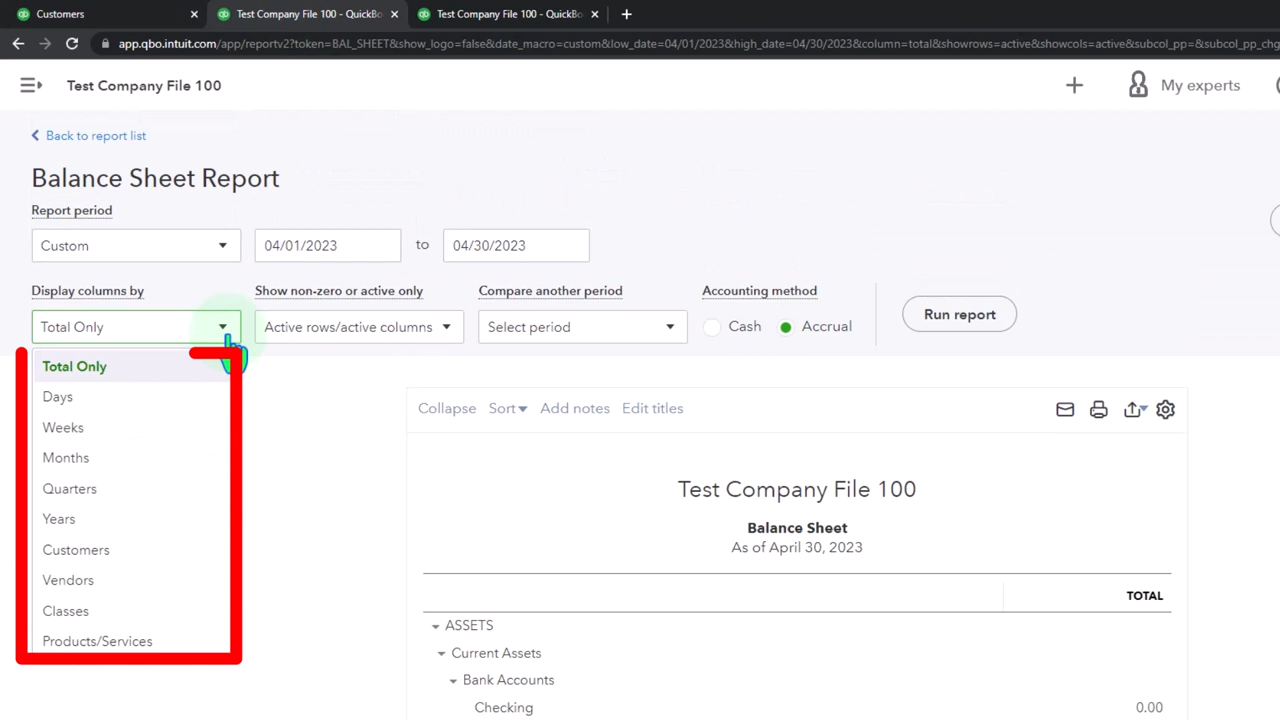 Customers
Test Company File 100 - QuickBo
Test Company File 100 - QuickBo
app.qbo.intuit.com/app/reportv2?token=BAL_SHEET&show_logo=false&date_macro=custom&low_date=04/01/2023&high_date=04/30/2023&column=total&showrows=active&showcols=active&subcol_pp=&subcol_pp_chg
Test Company File 100
My experts
Back to report list
Balance Sheet Report
Report period
Custom 04/01/2023 to 04/30/2023
Display columns by Show non-zero or active only Compare another period Accounting method
Total Only Active rows/active columns Select period Cash Accrual Run report
Total Only
Days
Weeks
Months
Quarters
Years
Customers
Vendors
Classes
Products/Services
Collapse Sort Add notes Edit titles
Test Company File 100
Balance Sheet
As of April 30, 2023
TOTAL
ASSETS
Current Assets
Bank Accounts
Checking 0.00